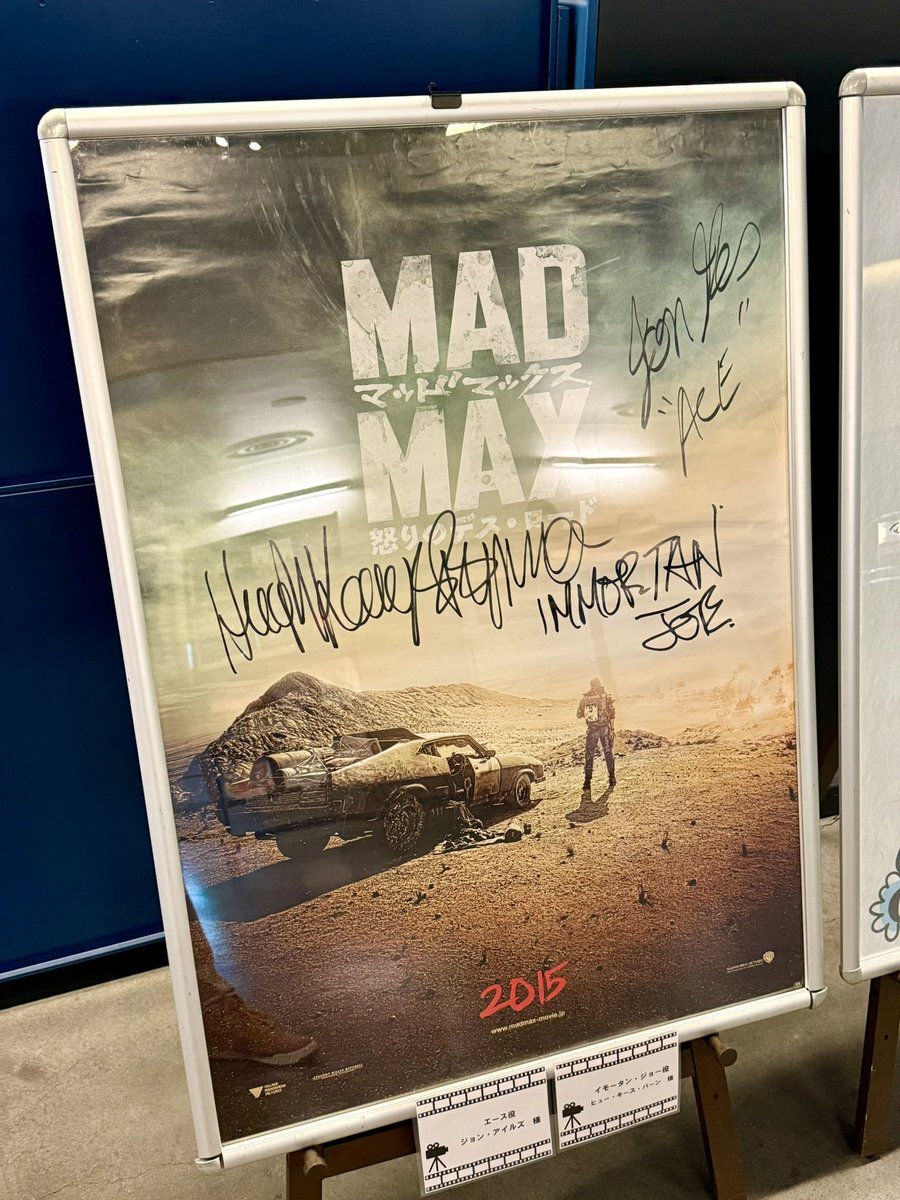 MAD
マッドマックス
MAX
怒りのデス・ロード
Jon Iles
"ACE"
IMMORTAN
JOE.
2015
www.madmax-movie.jp
VILLAGE
ROADSHOW
PICTURES
エース役
ジョン・アイルズ 様
イモータン・ジョー役
ヒュー・キース・バーン 様